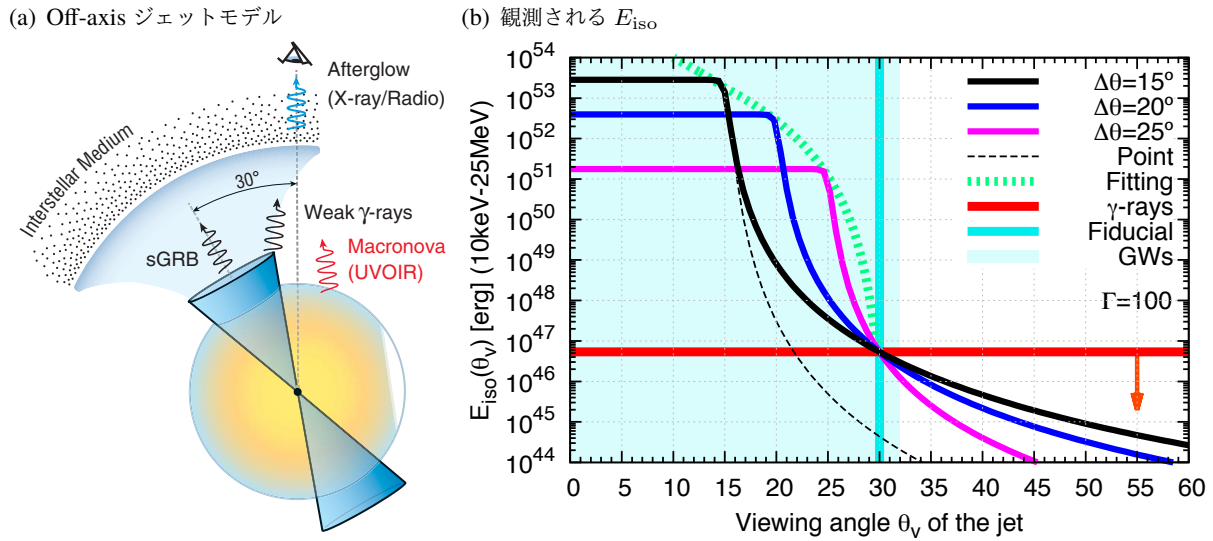 (a) Off-axis ジェットモデル
Afterglow
(X-ray/Radio)
Interstellar Medium
30°
Weak γ-rays
sGRB
Macronova
(UVOIR)
(b) 観測される E_iso
E_iso(θ_v) [erg] (10keV-25MeV)
10^54
10^53
10^52
10^51
10^50
10^49
10^48
10^47
10^46
10^45
10^44
Δθ=15º
Δθ=20º
Δθ=25º
Point
Fitting
γ-rays
Fiducial
GWs
Γ=100
0 5 10 15 20 25 30 35 40 45 50 55 60
Viewing angle θ_v of the jet